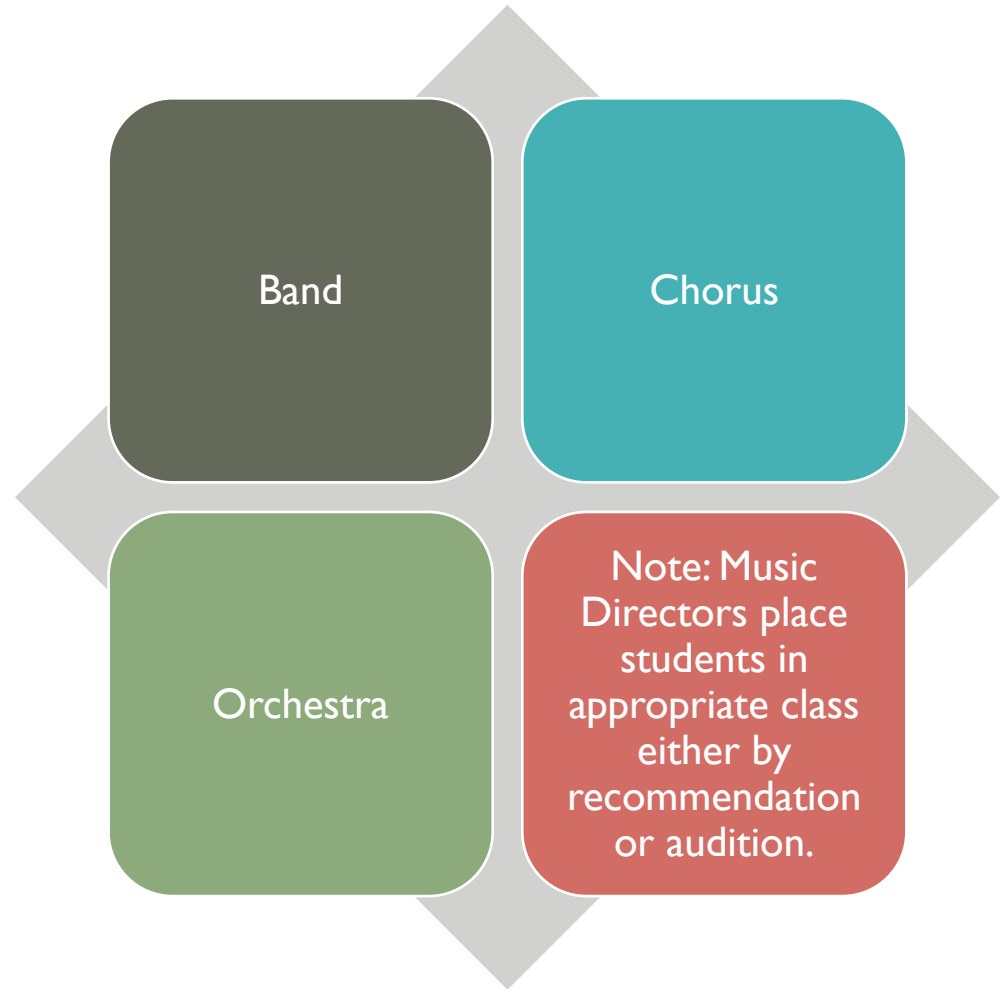 Band
Chorus
Orchestra
Note: Music
Directors place
students in
appropriate class
either by
recommendation
or audition.